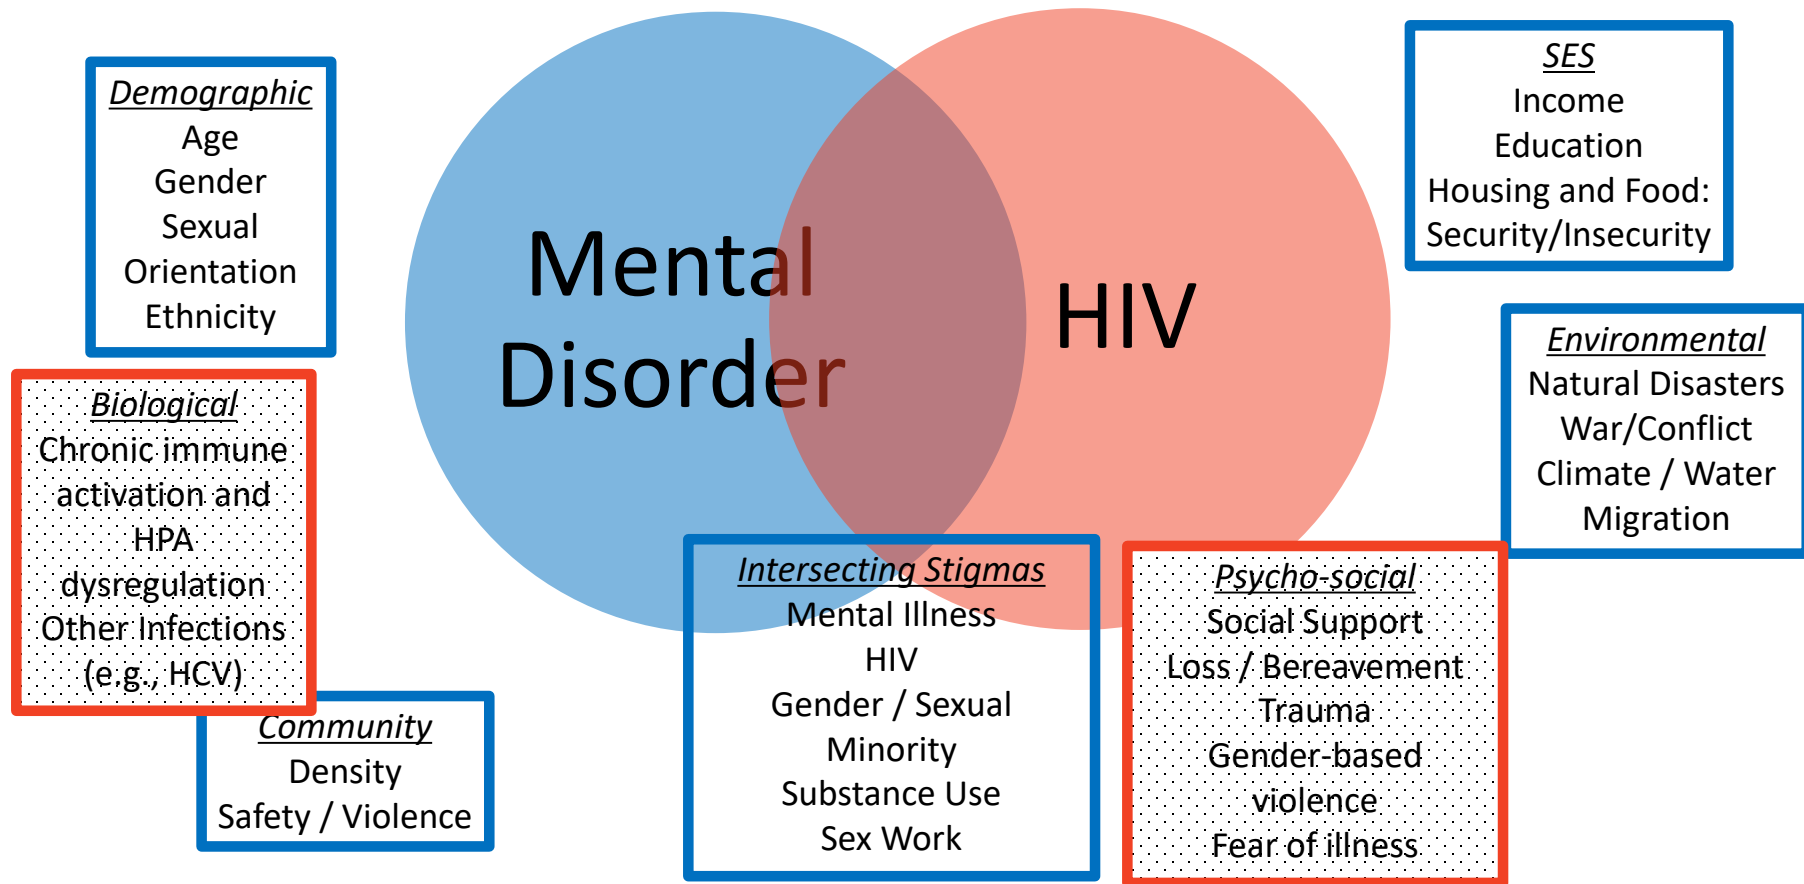 Demographic
Age
Gender
Sexual
Orientation
Ethnicity
Biological
Chronic immune
activation and
HPA
dysregulation
Other Infections
(e.g., HCV)
Community
Density
Safety / Violence
Mental
Disorder
HIV
Intersecting Stigmas
Mental Illness
HIV
Gender / Sexual
Minority
Substance Use
Sex Work
SES
Income
Education
Housing and Food:
Security/Insecurity
Environmental
Natural Disasters
War/Conflict
Climate / Water
Migration
Psycho-social
Social Support
Loss / Bereavement
Trauma
Gender-based
violence
Fear of illness